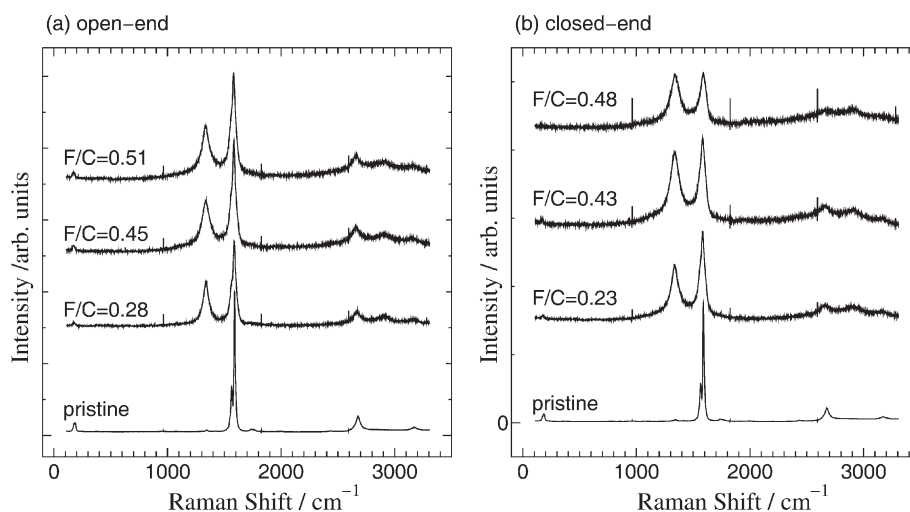 (a) open-end
F/C=0.51
F/C=0.45
F/C=0.28
pristine
0 1000 2000 3000
Raman Shift / cm⁻¹
Intensity /arb. units
(b) closed-end
F/C=0.48
F/C=0.43
F/C=0.23
pristine
0
0 1000 2000 3000
Raman Shift / cm⁻¹
Intensity / arb. units